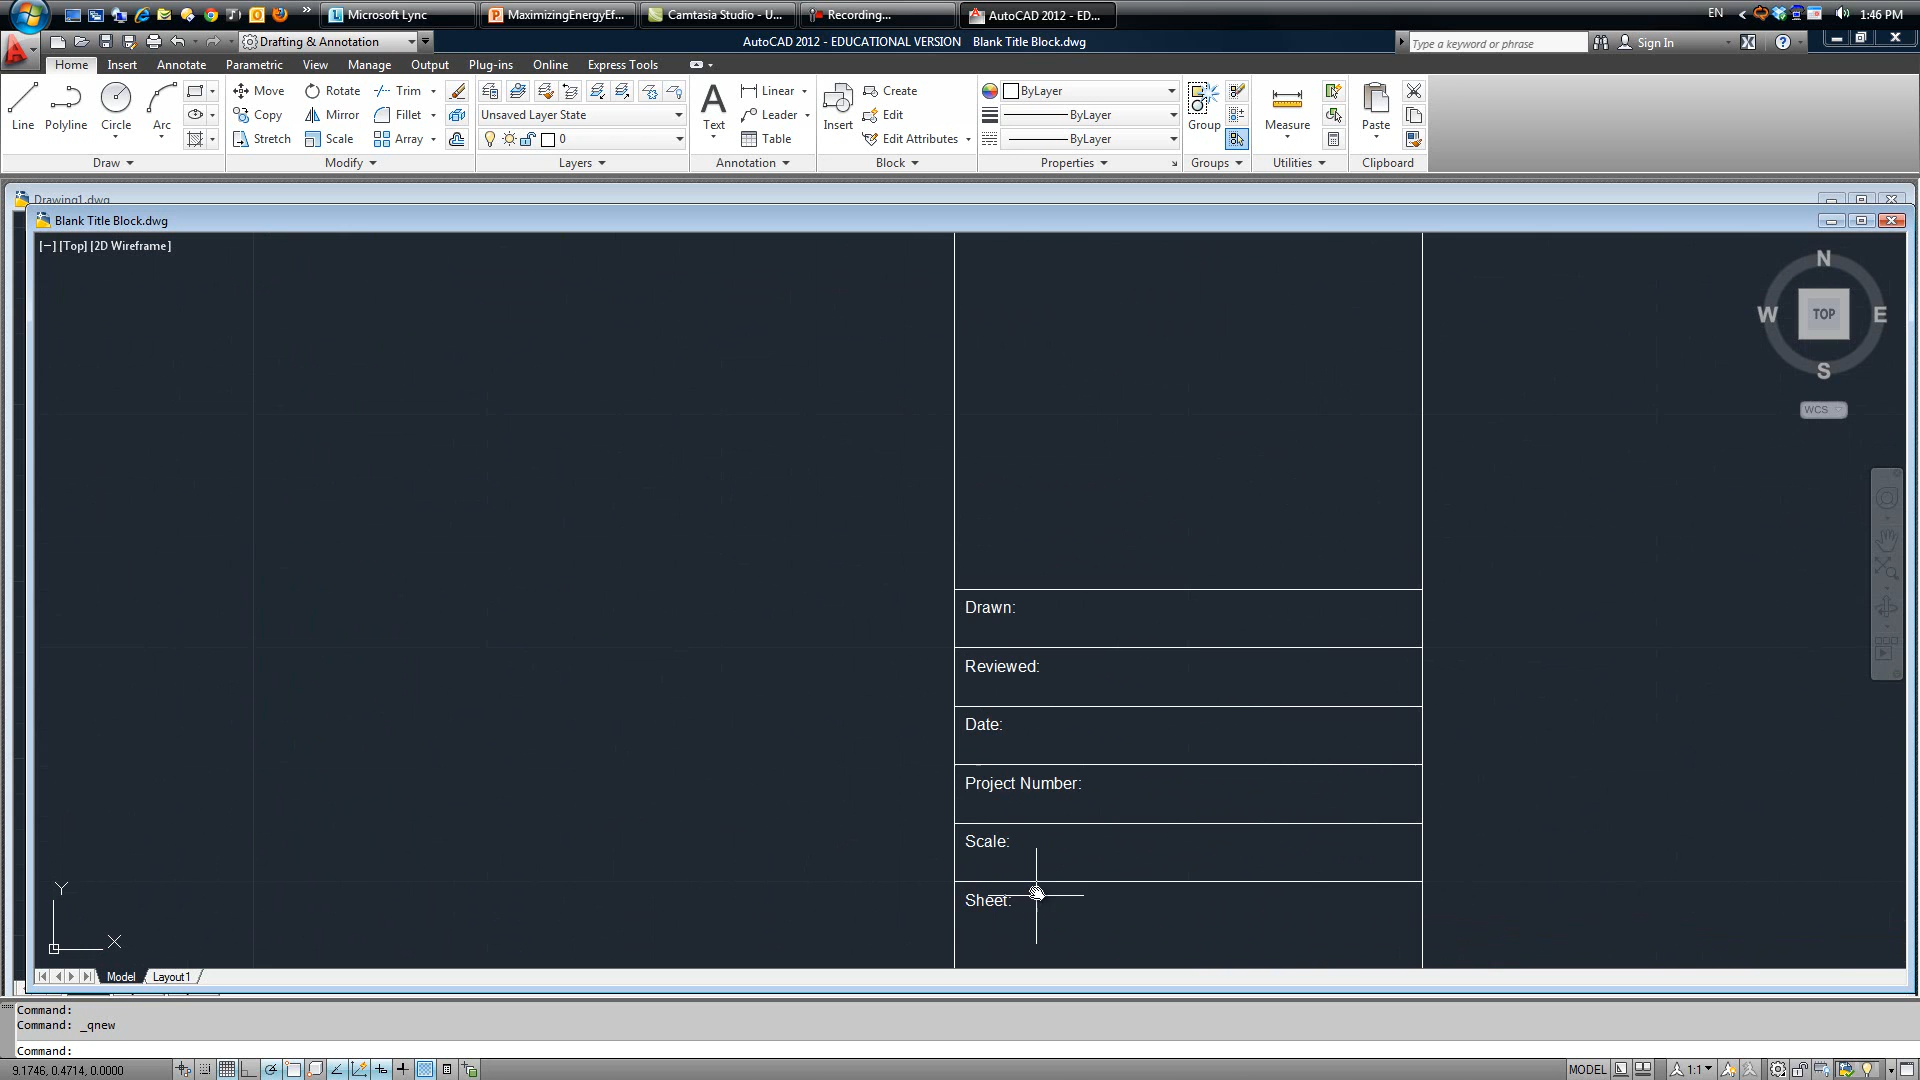 Microsoft Lync
MaximizingEnergyEf...
Camtasia Studio - U...
Recording...
AutoCAD 2012 - ED...
EN
1:46 PM
Drafting & Annotation
AutoCAD 2012 - EDUCATIONAL VERSION Blank Title Block.dwg
Type a keyword or phrase
Sign In
Home Insert Annotate Parametric View Manage Output Plug-ins Online Express Tools
Line
Polyline
Circle
Arc
Draw
Move
Rotate
Trim
Copy
Mirror
Fillet
Stretch
Scale
Array
Modify
Unsaved Layer State
0
Layers
Text
Linear
Leader
Table
Annotation
Insert
Create
Edit
Edit Attributes
Block
ByLayer
ByLayer
ByLayer
Properties
Group
Groups
Measure
Utilities
Paste
Clipboard
Drawing1.dwg
Blank Title Block.dwg
[−] [Top] [2D Wireframe]
N
W
TOP
E
S
WCS
Drawn:
Reviewed:
Date:
Project Number:
Scale:
Sheet:
Y
X
Model
Layout1
Command:
Command: _qnew
Command:
9.1746, 0.4714, 0.0000
MODEL
1:1